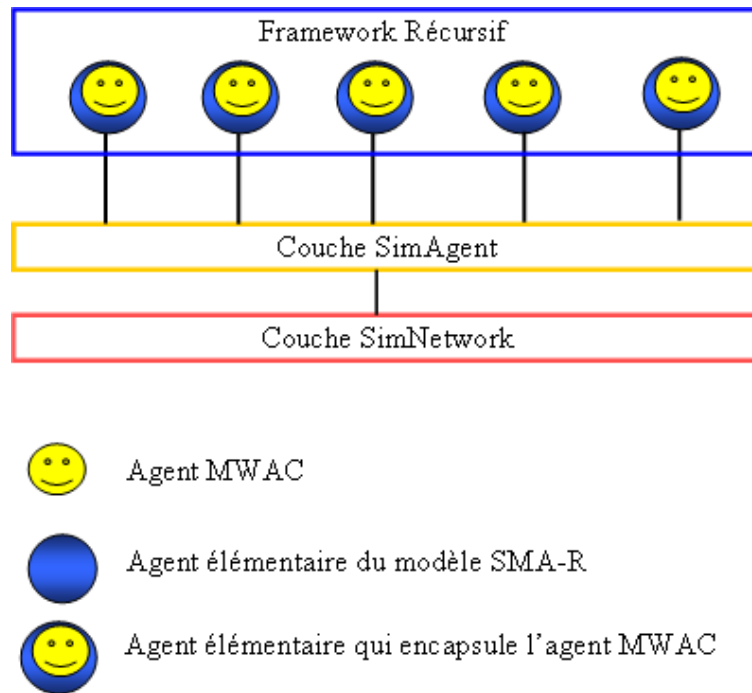 Framework Récursif
Couche SimAgent
Couche SimNetwork
Agent MWAC
Agent élémentaire du modèle SMA-R
Agent élémentaire qui encapsule l'agent MWAC